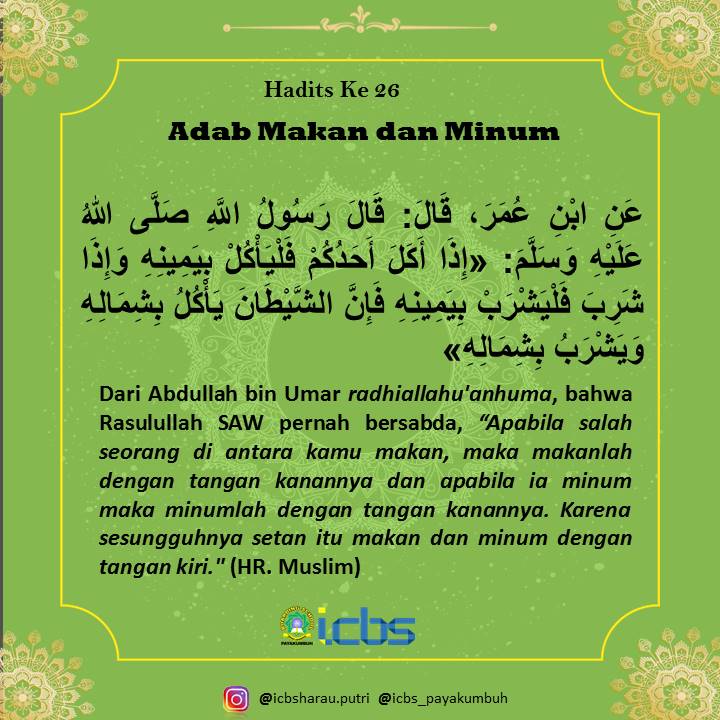 Hadits Ke 26
Adab Makan dan Minum
عَنِ ابْنِ عُمَرَ، قَالَ: قَالَ رَسُولُ اللَّهِ صَلَّى اللهُ
عَلَيْهِ وَسَلَّمَ: «إِذَا أَكَلَ أَحَدُكُمْ فَلْيَأْكُلْ بِيَمِينِهِ وَإِذَا
شَرِبَ فَلْيَشْرَبْ بِيَمِينِهِ فَإِنَّ الشَّيْطَانَ يَأْكُلُ بِشِمَالِهِ
وَيَشْرَبُ بِشِمَالِهِ»
Dari Abdullah bin Umar radhiallahu'anhuma, bahwa
Rasulullah SAW pernah bersabda, “Apabila salah
seorang di antara kamu makan, maka makanlah
dengan tangan kanannya dan apabila ia minum
maka minumlah dengan tangan kanannya. Karena
sesungguhnya setan itu makan dan minum dengan
tangan kiri." (HR. Muslim)
icbs
PAYAKUMBUH
@icbsharau.putri @icbs_payakumbuh